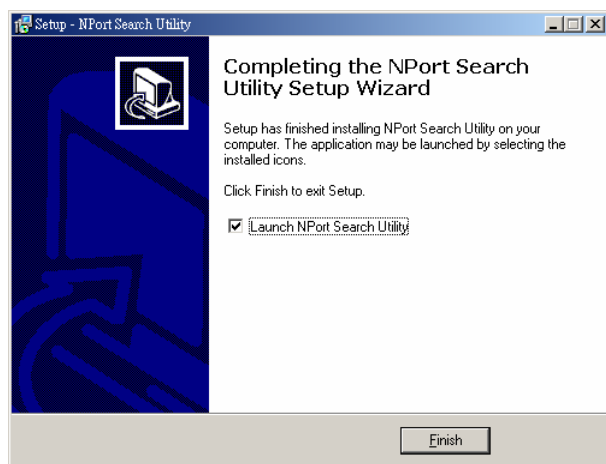 Setup - NPort Search Utility
Completing the NPort Search
Utility Setup Wizard
Setup has finished installing NPort Search Utility on your
computer. The application may be launched by selecting the
installed icons.
Click Finish to exit Setup.
Launch NPort Search Utility
Finish